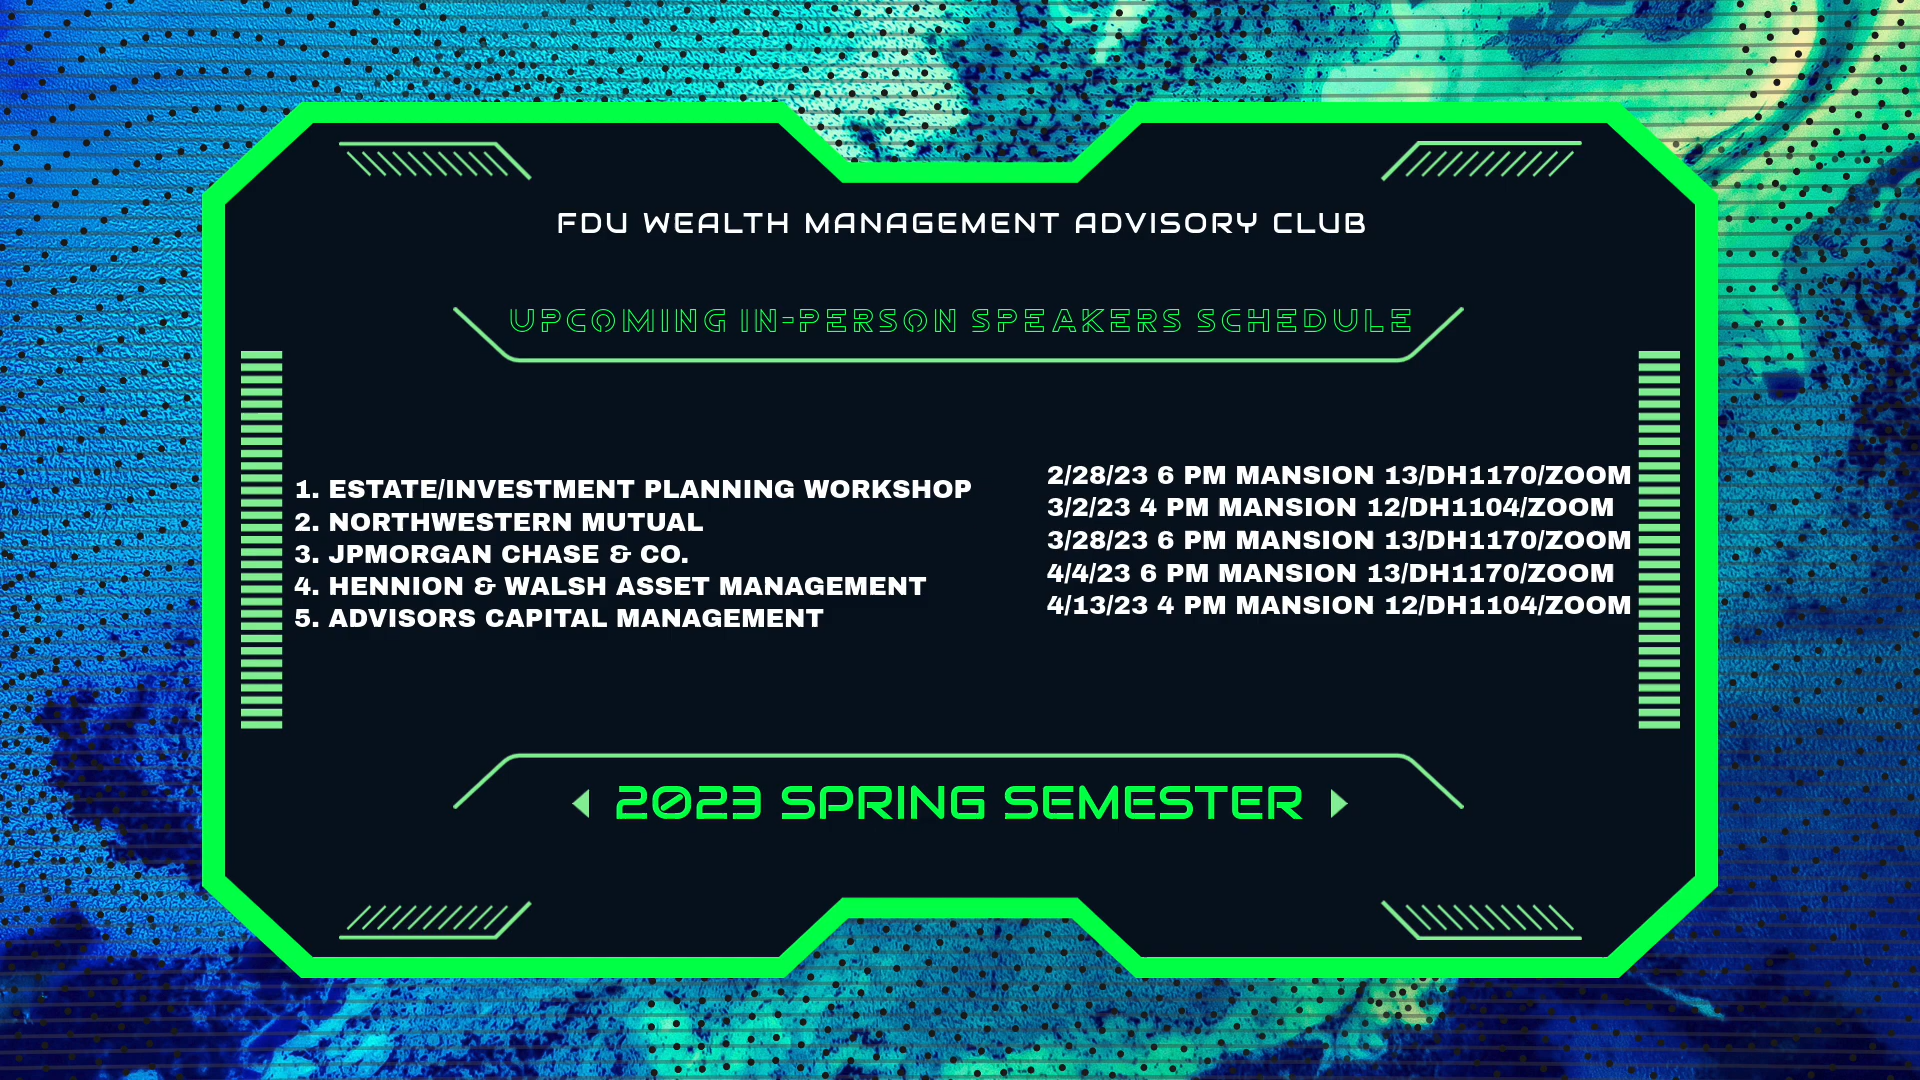 FDU WEALTH MANAGEMENT ADVISORY CLUB
UPCOMING IN-PERSON SPEAKERS SCHEDULE
1. ESTATE/INVESTMENT PLANNING WORKSHOP
2. NORTHWESTERN MUTUAL
3. JPMORGAN CHASE & CO.
4. HENNION & WALSH ASSET MANAGEMENT
5. ADVISORS CAPITAL MANAGEMENT
2/28/23 6 PM MANSION 13/DH1170/ZOOM
3/2/23 4 PM MANSION 12/DH1104/ZOOM
3/28/23 6 PM MANSION 13/DH1170/ZOOM
4/4/23 6 PM MANSION 13/DH1170/ZOOM
4/13/23 4 PM MANSION 12/DH1104/ZOOM
2023 SPRING SEMESTER